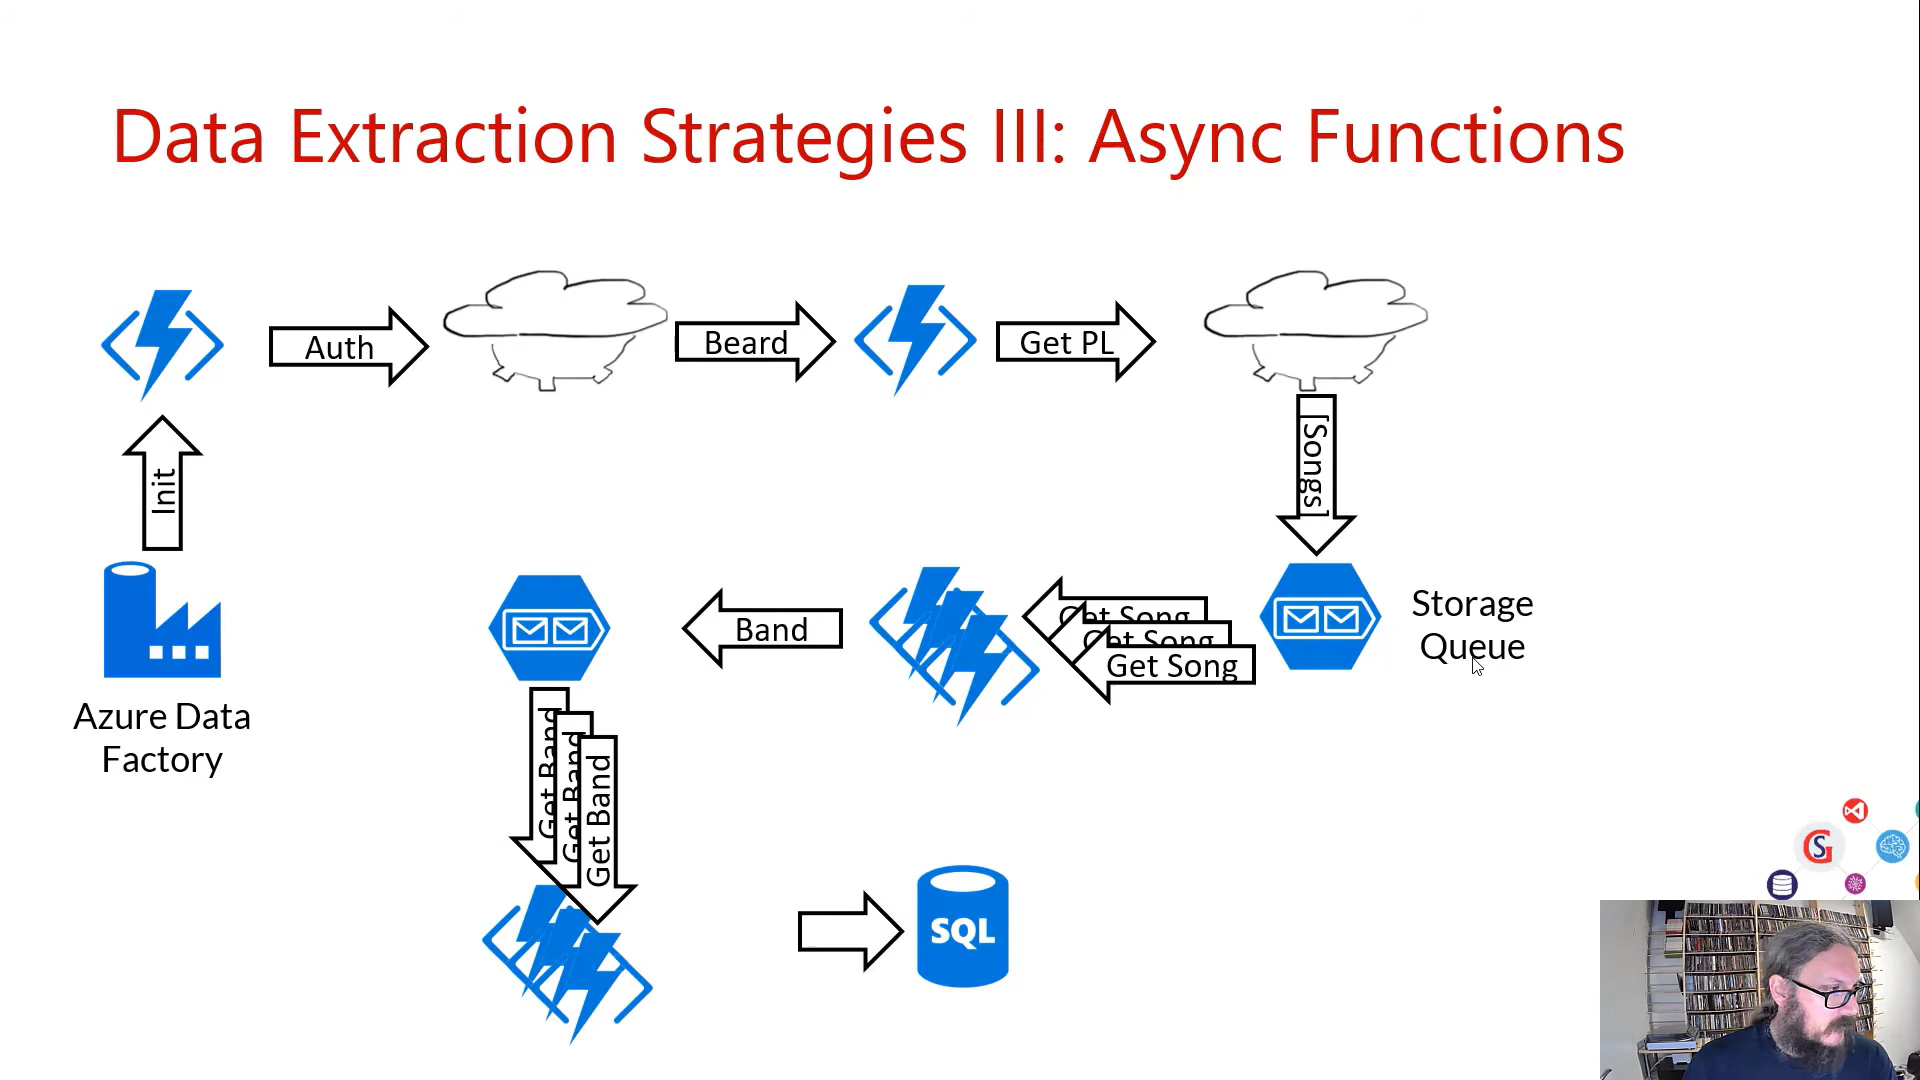 Data Extraction Strategies III: Async Functions
Auth
Beard
Get PL
[Songs]
Init
Storage
Queue
Get Song
Get Song
Get Song
Band
Azure Data
Factory
Get Band
Get Band
Get Band
SQL
GS